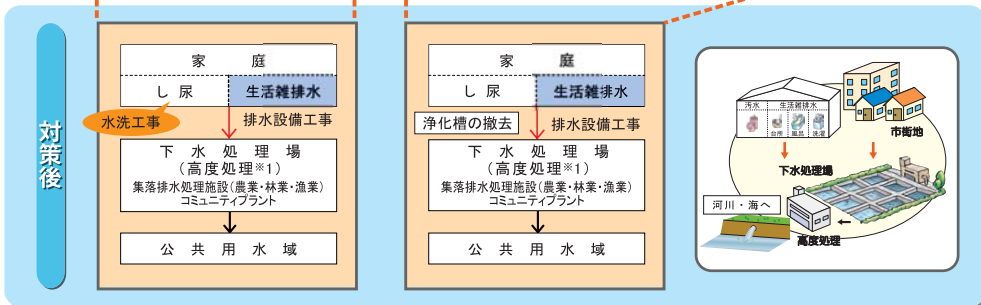 対策後
家庭
し尿
生活雑排水
水洗工事
排水設備工事
下水処理場
(高度処理※1)
集落排水処理施設(農業・林業・漁業)
コミュニティプラント
公共用水域
家庭
し尿
生活雑排水
浄化槽の撤去
排水設備工事
下水処理場
(高度処理※1)
集落排水処理施設(農業・林業・漁業)
コミュニティプラント
公共用水域
汚水
生活雑排水
台所
風呂
洗濯
市街地
下水処理場
河川・海へ
高度処理